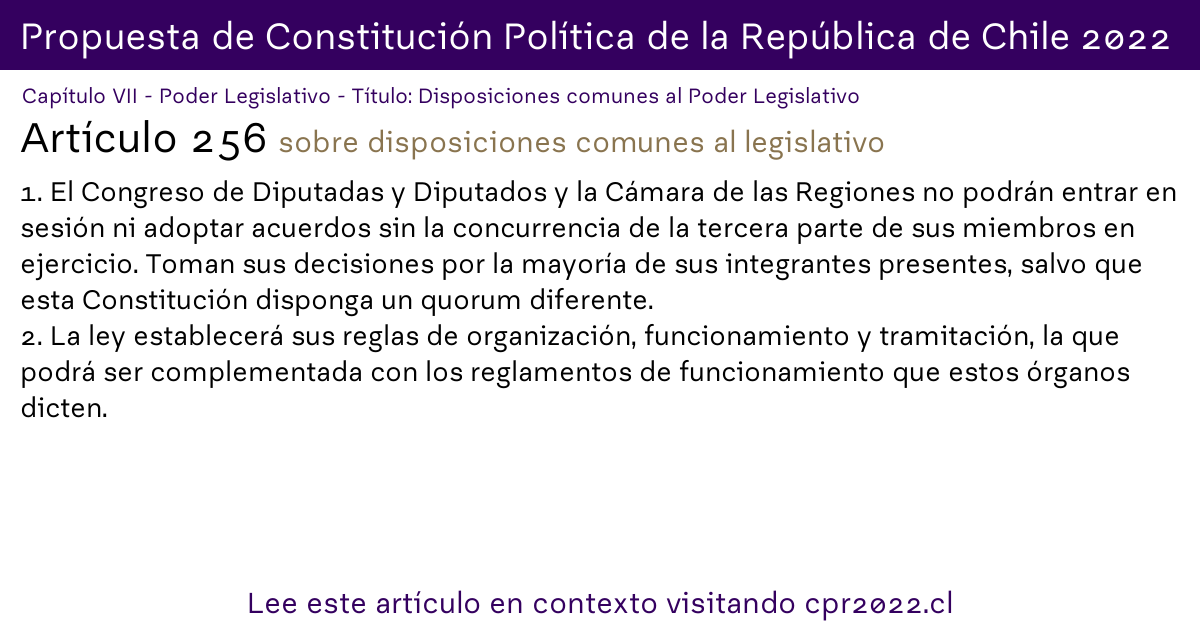 Propuesta de Constitución Política de la República de Chile 2022
Capítulo VII - Poder Legislativo - Título: Disposiciones comunes al Poder Legislativo
Artículo 256 sobre disposiciones comunes al legislativo
1. El Congreso de Diputadas y Diputados y la Cámara de las Regiones no podrán entrar en
sesión ni adoptar acuerdos sin la concurrencia de la tercera parte de sus miembros en
ejercicio. Toman sus decisiones por la mayoría de sus integrantes presentes, salvo que
esta Constitución disponga un quorum diferente.
2. La ley establecerá sus reglas de organización, funcionamiento y tramitación, la que
podrá ser complementada con los reglamentos de funcionamiento que estos órganos
dicten.
Lee este artículo en contexto visitando cpr2022.cl